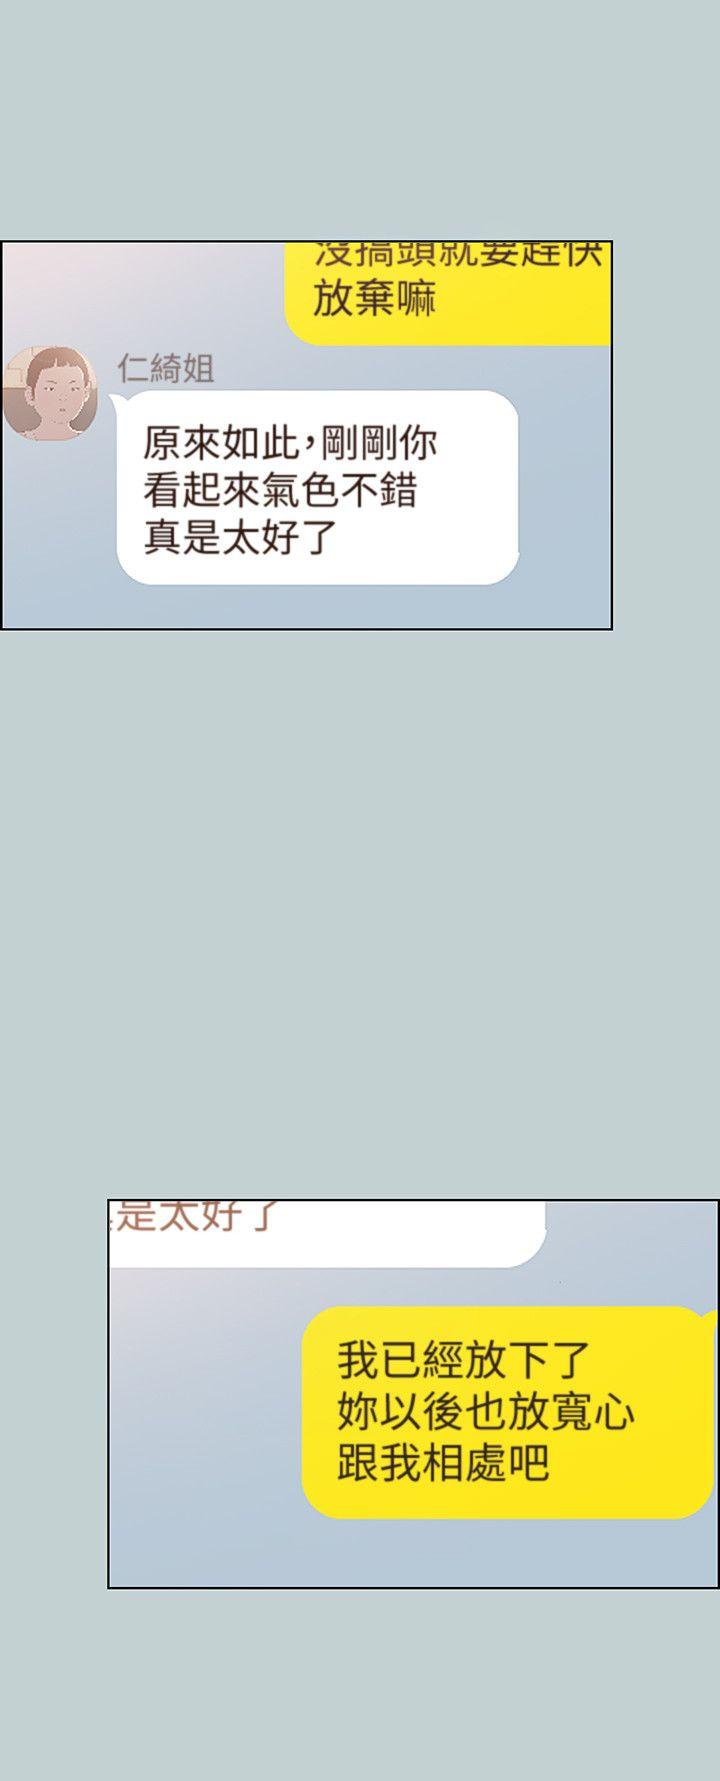 沒搞頭就要趕快
放棄嘛
仁綺姐
原來如此，剛剛你
看起來氣色不錯
真是太好了
是太好了
我已經放下了
妳以後也放寬心
跟我相處吧